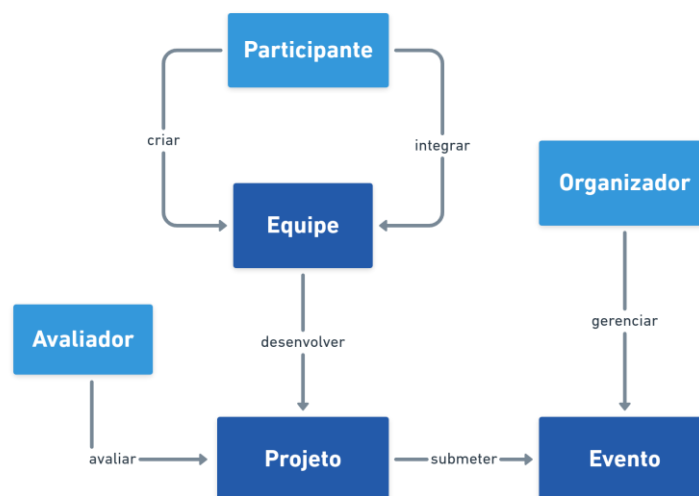 Participante
criar
integrar
Organizador
Equipe
Avaliador
desenvolver
gerenciar
avaliar
Projeto
submeter
Evento